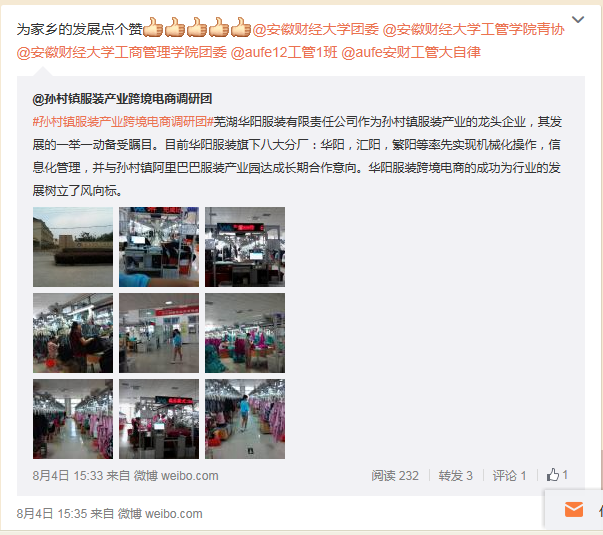 为家乡的发展点个赞👍👍👍👍👍@安徽财经大学团委 @安徽财经大学工管学院青协
@安徽财经大学工商管理学院团委 @aufe12工管1班 @aufe安财工管大自律
@孙村镇服装产业跨境电商调研团
#孙村镇服装产业跨境电商调研团#芜湖华阳服装有限责任公司作为孙村镇服装产业的龙头企业，其发
展的一举一动备受瞩目。目前华阳服装旗下八大分厂：华阳，汇阳，繁阳等率先实现机械化操作，信
息化管理，并与孙村镇阿里巴巴服装产业园达成长期合作意向。华阳服装跨境电商的成功为行业的发
展树立了风向标。
8月4日 15:33 来自 微博 weibo.com
阅读 232 转发 3 评论 1 1
8月4日 15:35 来自 微博 weibo.com